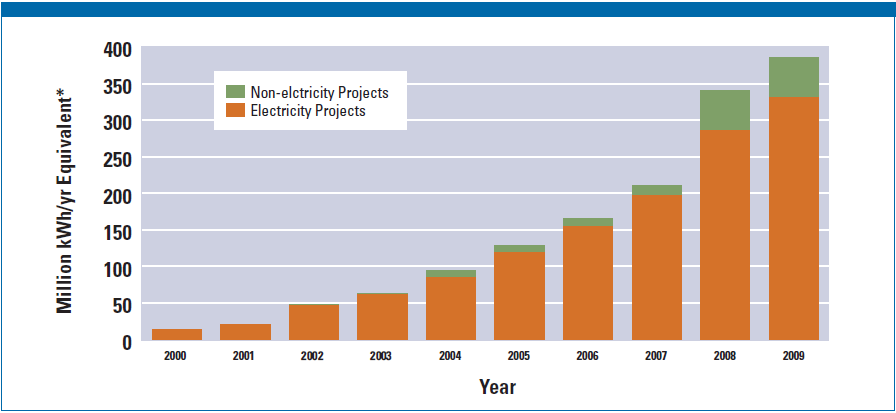 400
350
300
250
200
150
100
50
0
Million kWh/yr Equivalent*
Non-elctricity Projects
Electricity Projects
2000 2001 2002 2003 2004 2005 2006 2007 2008 2009
Year